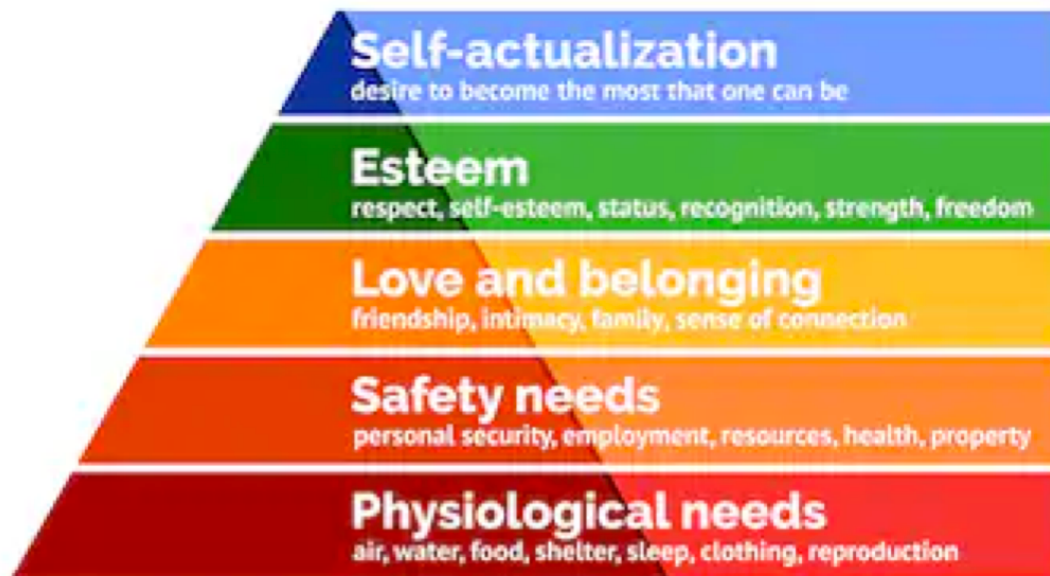 Self-actualization
desire to become the most that one can be
Esteem
respect, self-esteem, status, recognition, strength, freedom
Love and belonging
friendship, intimacy, family, sense of connection
Safety needs
personal security, employment, resources, health, property
Physiological needs
air, water, food, shelter, sleep, clothing, reproduction